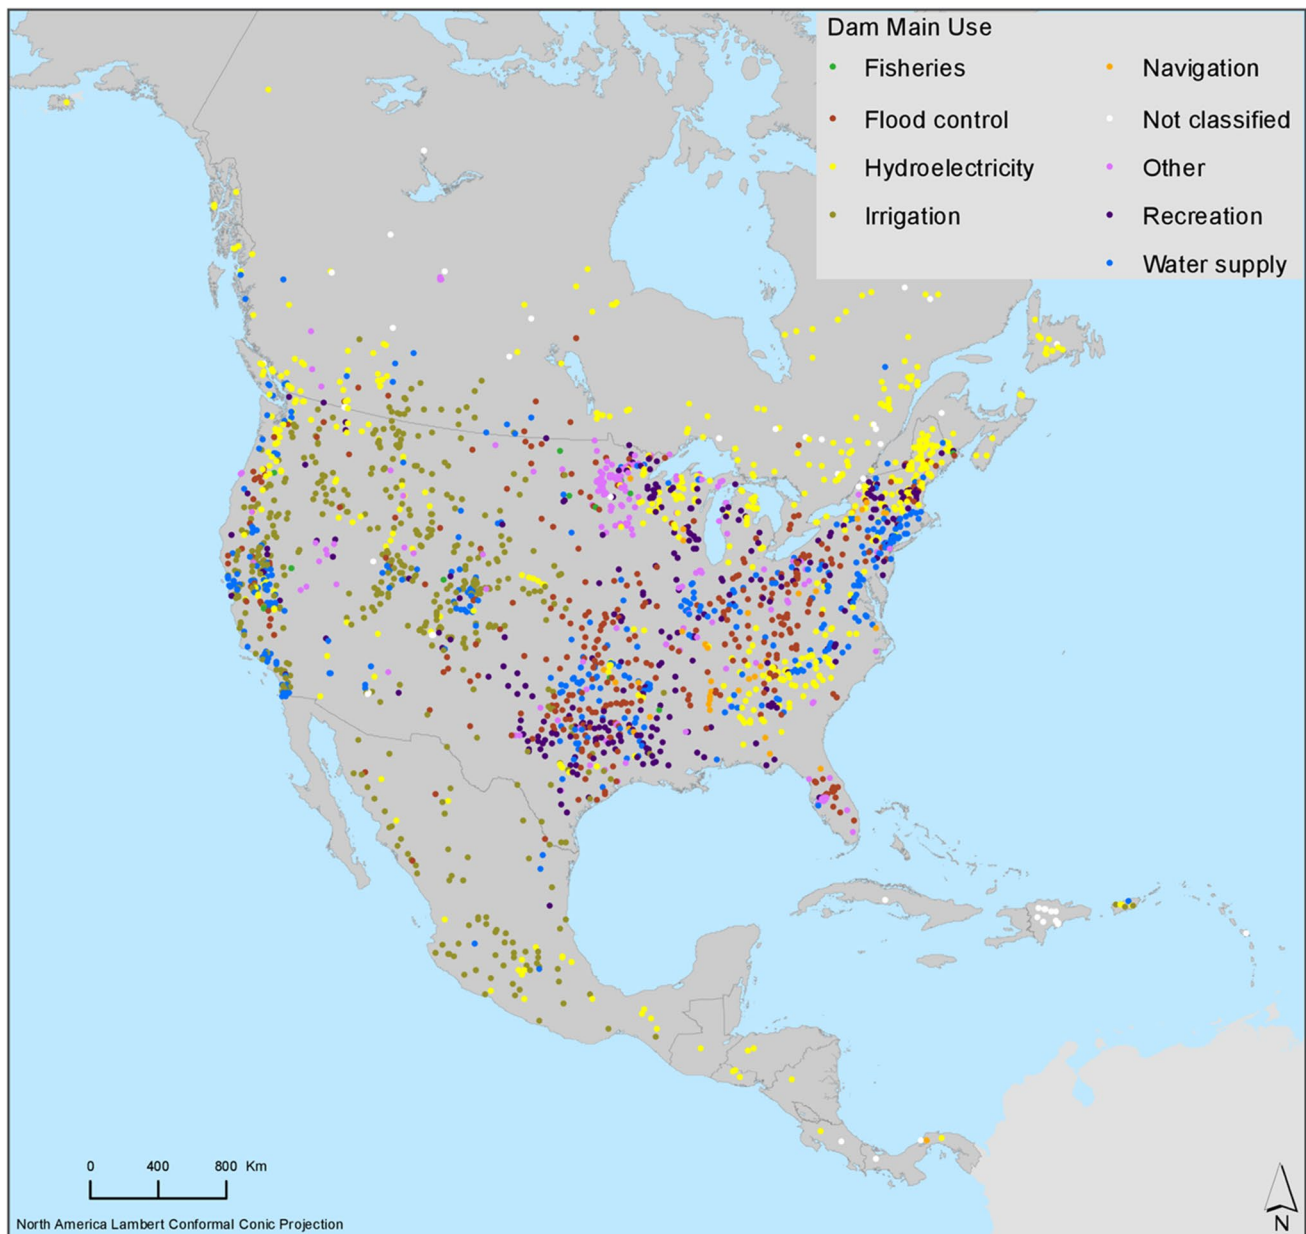 Dam Main Use
Fisheries
Flood control
Hydroelectricity
Irrigation
Navigation
Not classified
Other
Recreation
Water supply
0 400 800 Km
North America Lambert Conformal Conic Projection
N